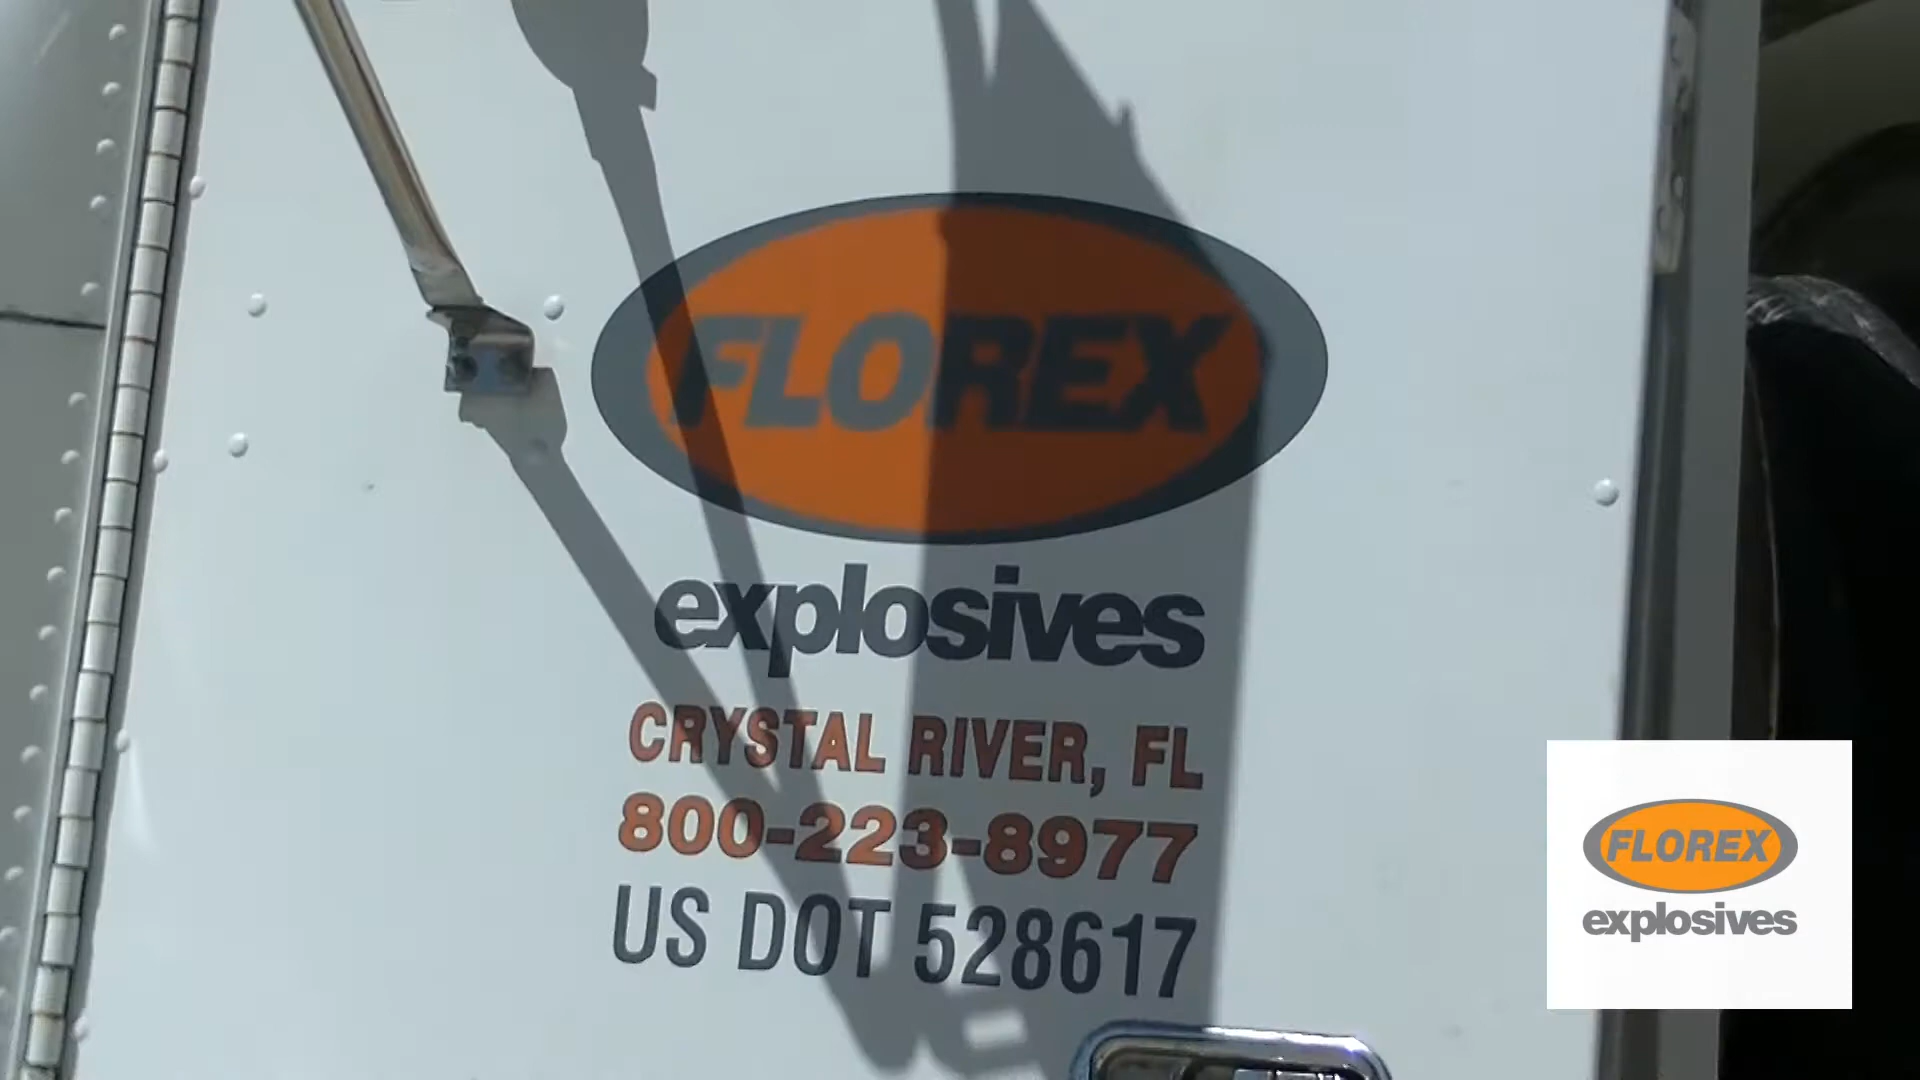 FLOREX
explosives
CRYSTAL RIVER, FL
800-223-8977
US DOT 528617
FLOREX
explosives